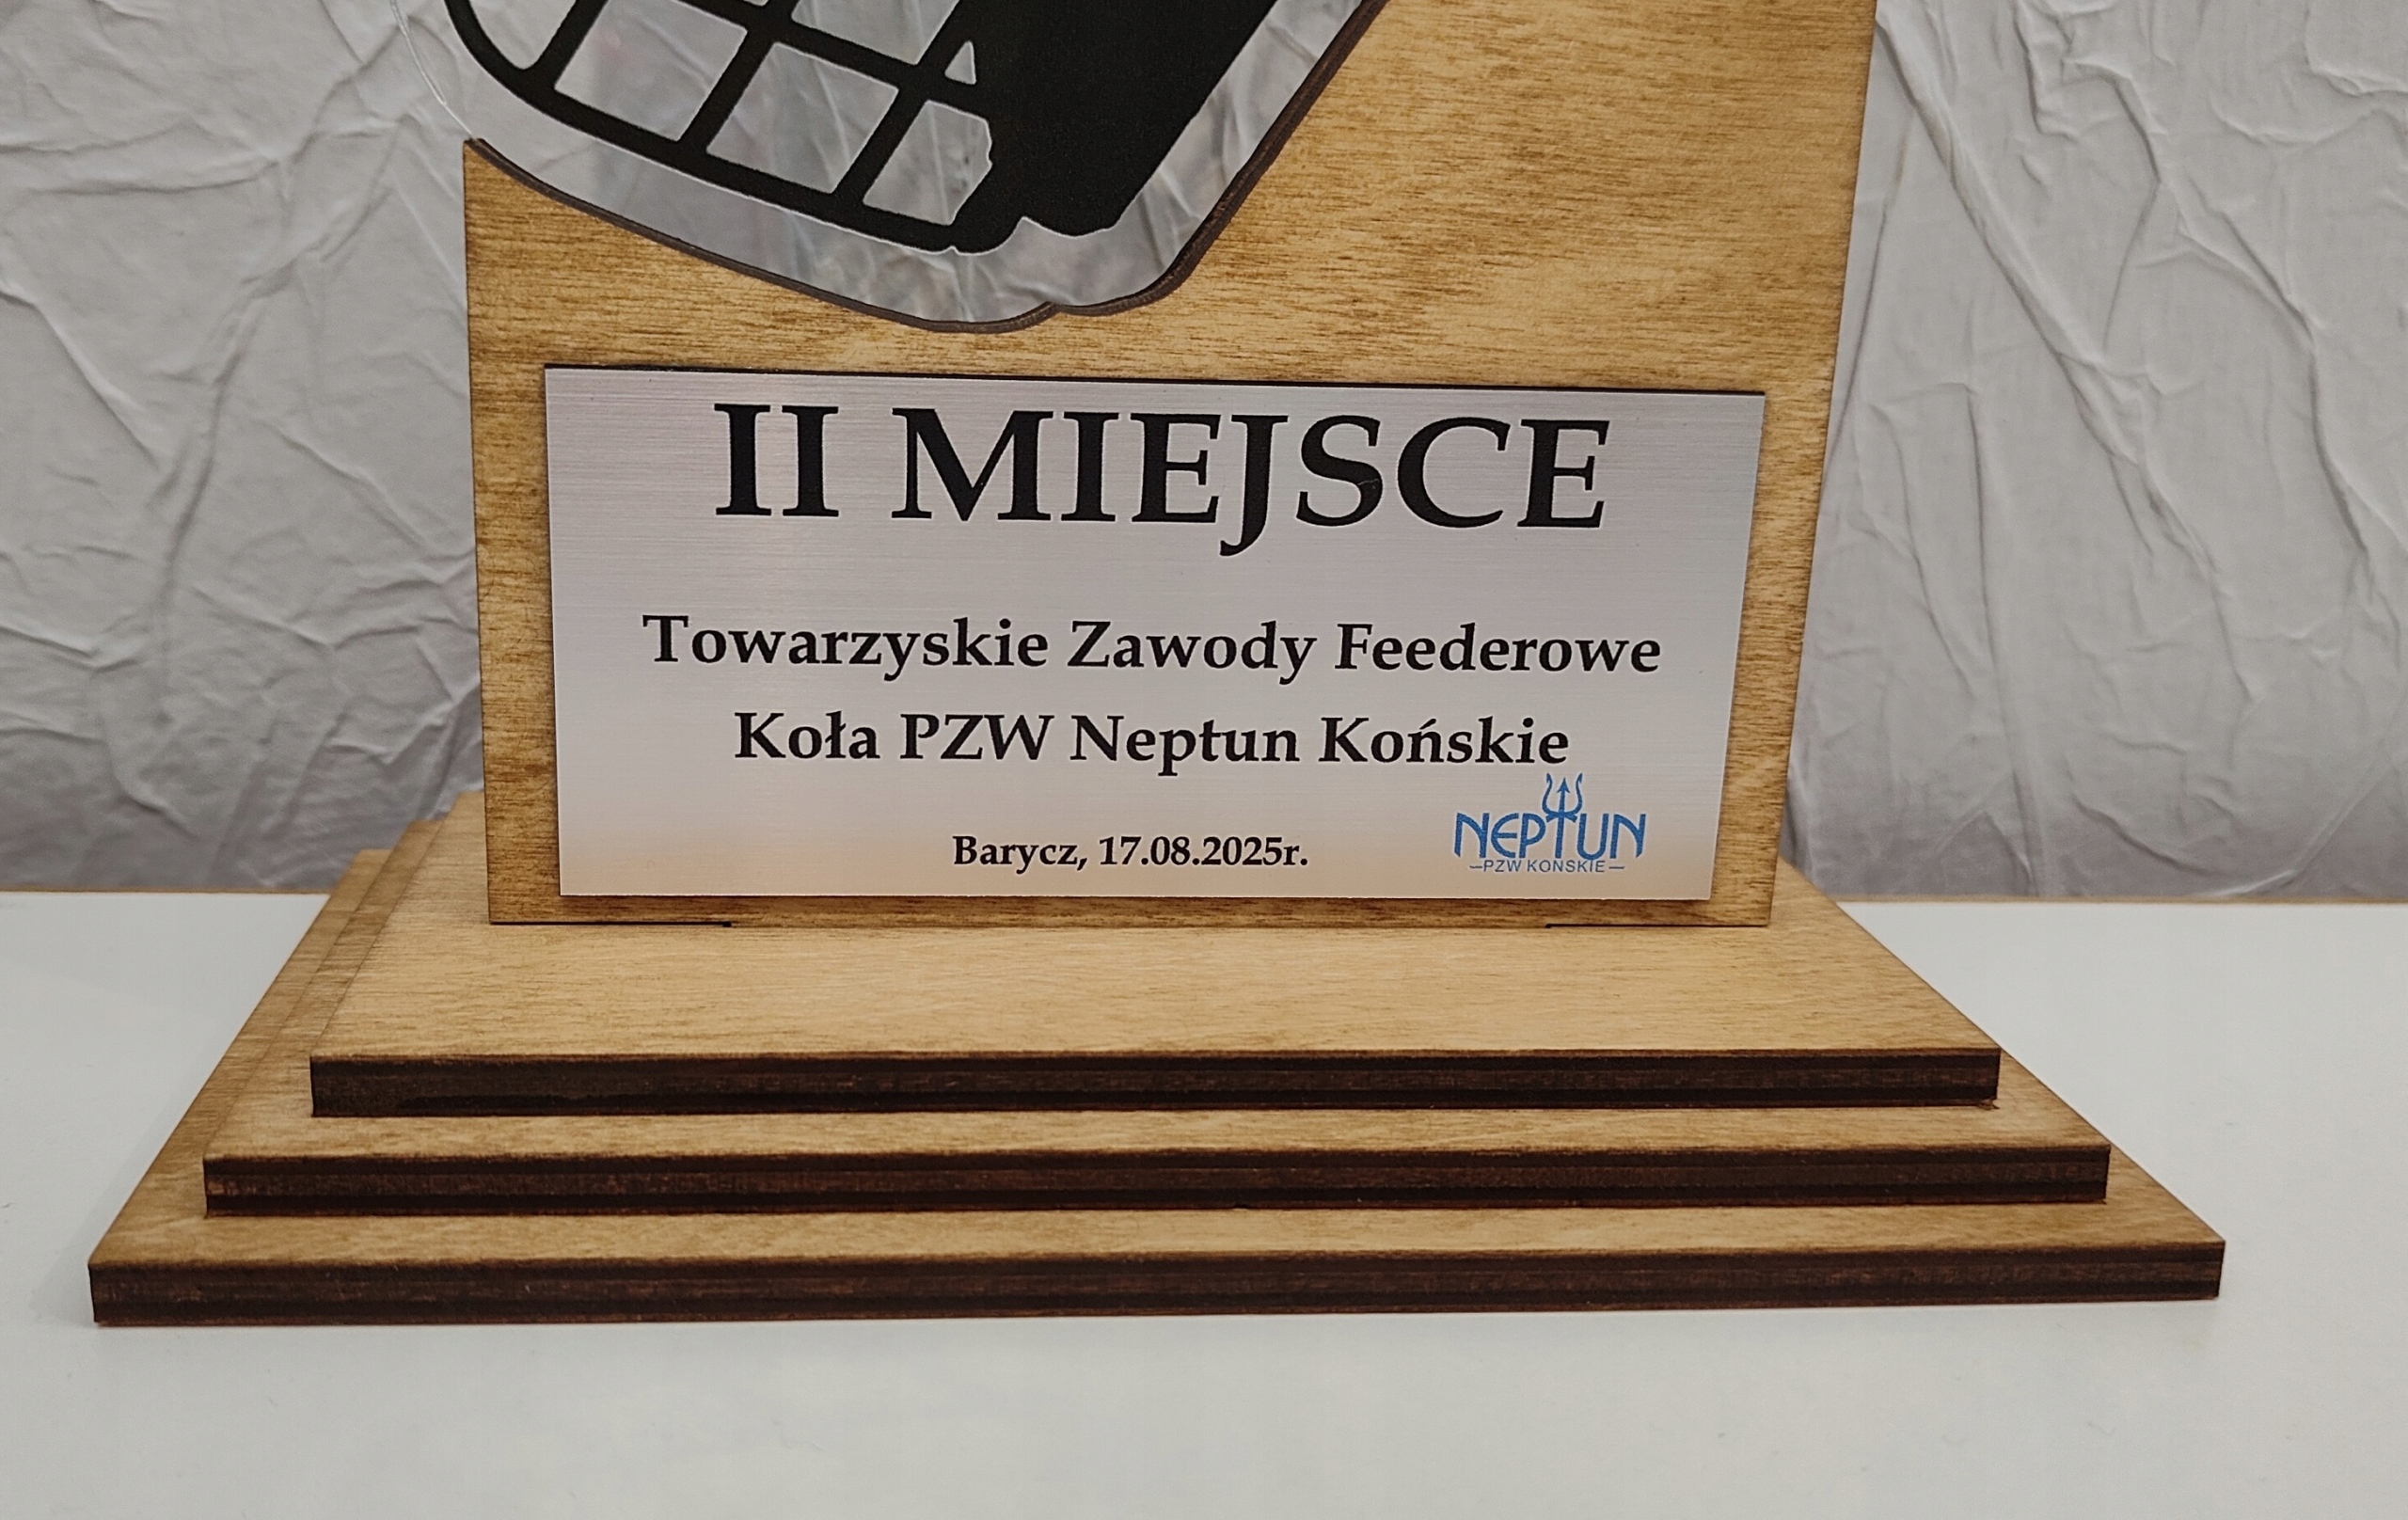 II MIEJSCE
Towarzyskie Zawody Feederowe
Koła PZW Neptun Końskie
Barycz, 17.08.2025r.
NEPTUN
PZW KOŃSKIE